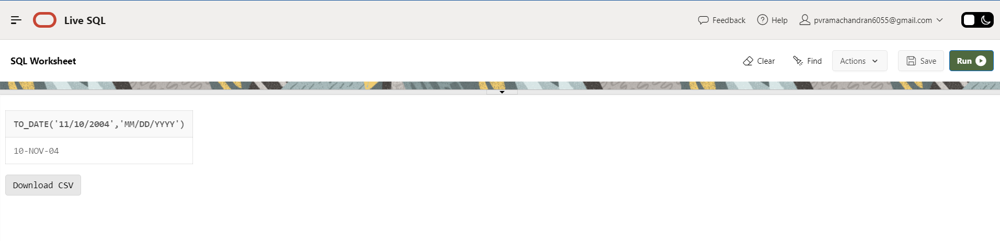 Live SQL
Feedback
Help
pvramachandran6055@gmail.com
SQL Worksheet
Clear
Find
Actions
Save
Run
TO_DATE('11/10/2004','MM/DD/YYYY')
10-NOV-04
Download CSV